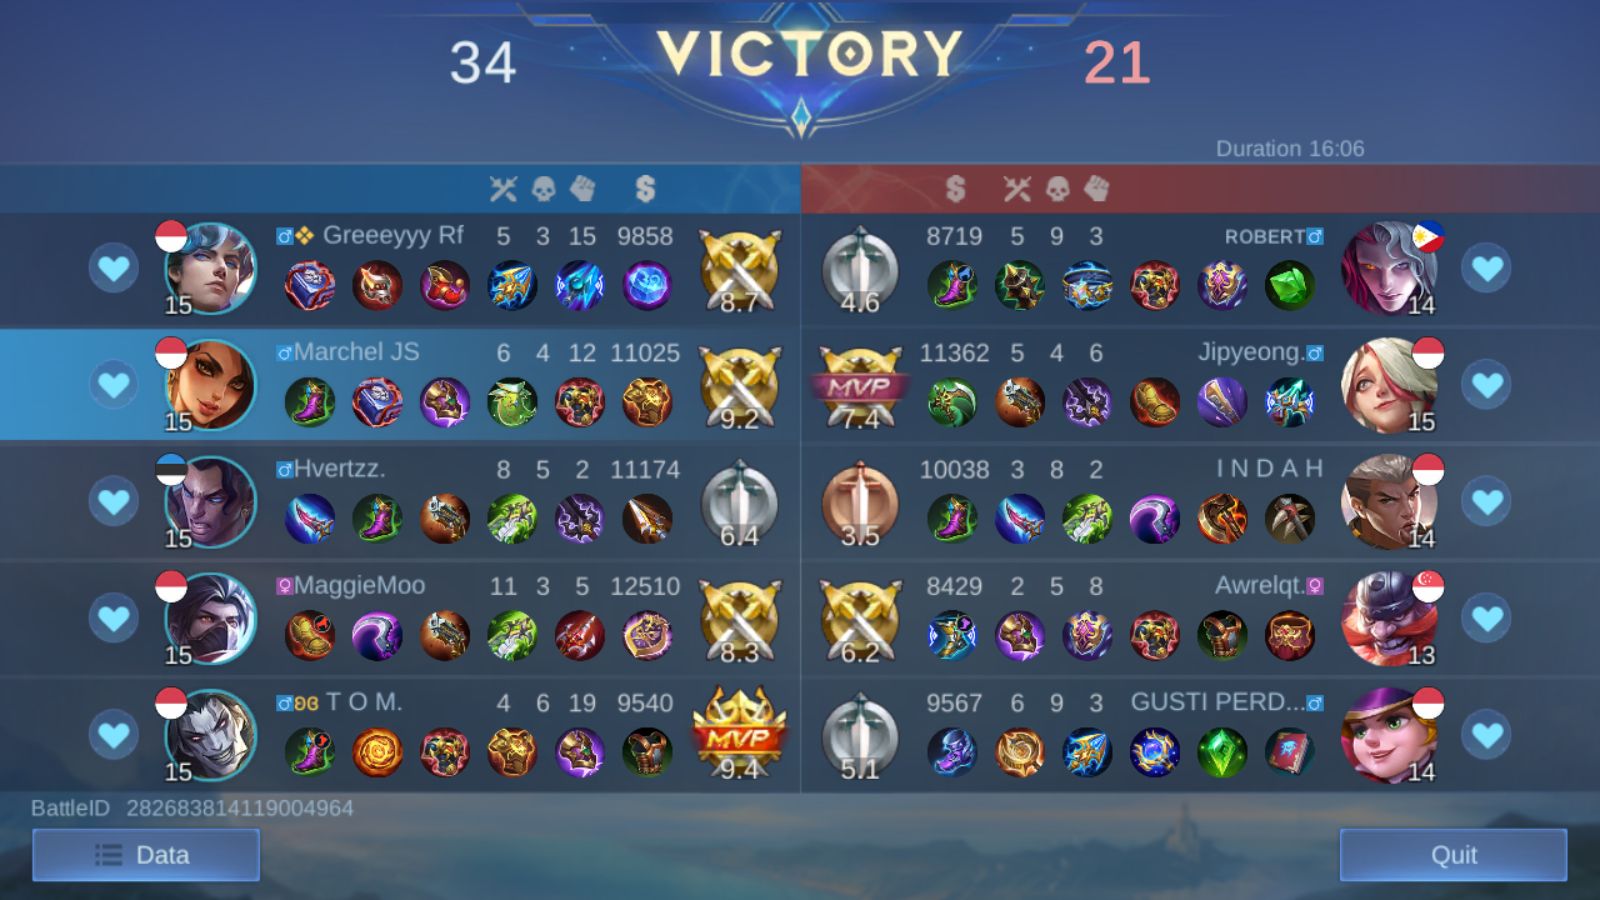 34 VICTORY 21
Duration 16:06
Greeeyyy Rf 5 3 15 9858
15 8.7
8719 5 9 3 ROBERT
4.6 14
Marchel JS 6 4 12 11025
15 9.2
11362 5 4 6 Jipyeong.
MVP
7.4 15
Hvertzz. 8 5 2 11174
15 6.4
10038 3 8 2 I N D A H
3.5 14
MaggieMoo 11 3 5 12510
15 8.3
8429 2 5 8 Awrelqt.
6.2 13
T O M. 4 6 19 9540
MVP
15 9.4
9567 6 9 3 GUSTI PERD...
5.1 14
BattleID 282683814119004964
Data
Quit